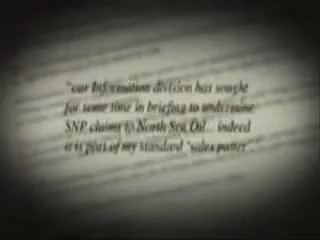 "our Information division has sought
for some time in briefing to undermine
SNP claims to North Sea Oil... indeed
it is part of my standard "sales patter"."